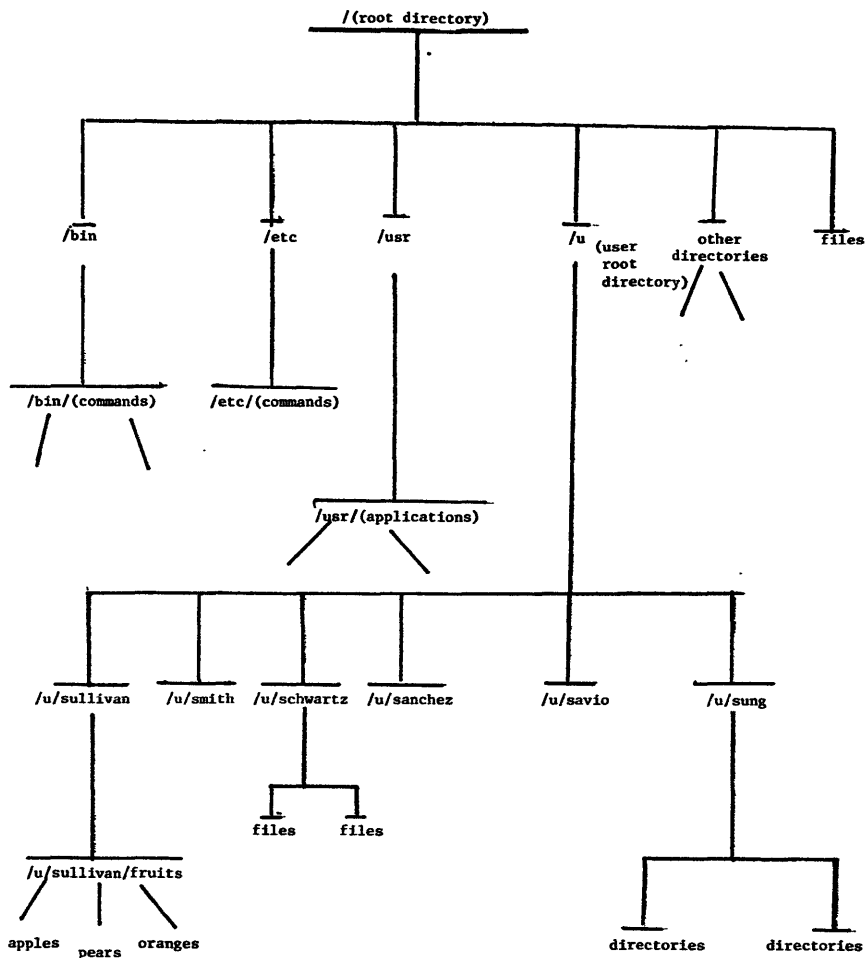 /(root directory)
/bin
/etc
/usr
/u
(user
root
directory)
other
directories
files
/bin/(commands)
/etc/(commands)
/usr/(applications)
/u/sullivan
/u/smith
/u/schwartz
/u/sanchez
/u/savio
/u/sung
files
files
/u/sullivan/fruits
apples
pears
oranges
directories
directories